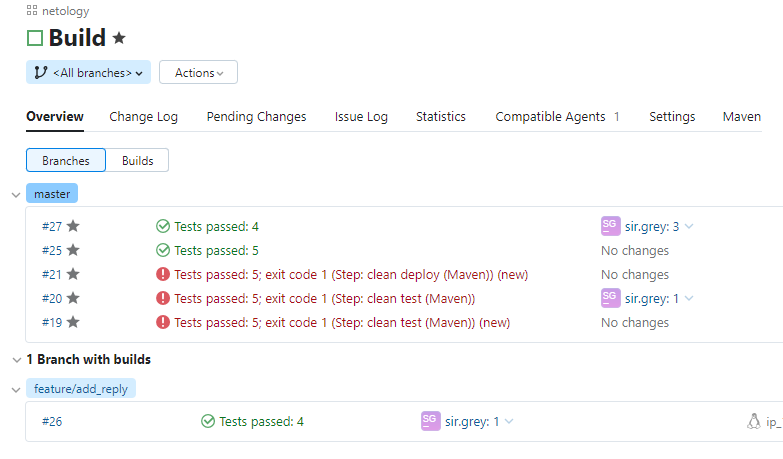 netology
Build
<All branches>
Actions
Overview Change Log Pending Changes Issue Log Statistics Compatible Agents 1 Settings Maven
Branches Builds
master
#27 Tests passed: 4 SG sir.grey: 3
#25 Tests passed: 5 No changes
#21 Tests passed: 5; exit code 1 (Step: clean deploy (Maven)) (new) No changes
#20 Tests passed: 5; exit code 1 (Step: clean test (Maven)) SG sir.grey: 1
#19 Tests passed: 5; exit code 1 (Step: clean test (Maven)) (new) No changes
1 Branch with builds
feature/add_reply
#26 Tests passed: 4 SG sir.grey: 1 ip_